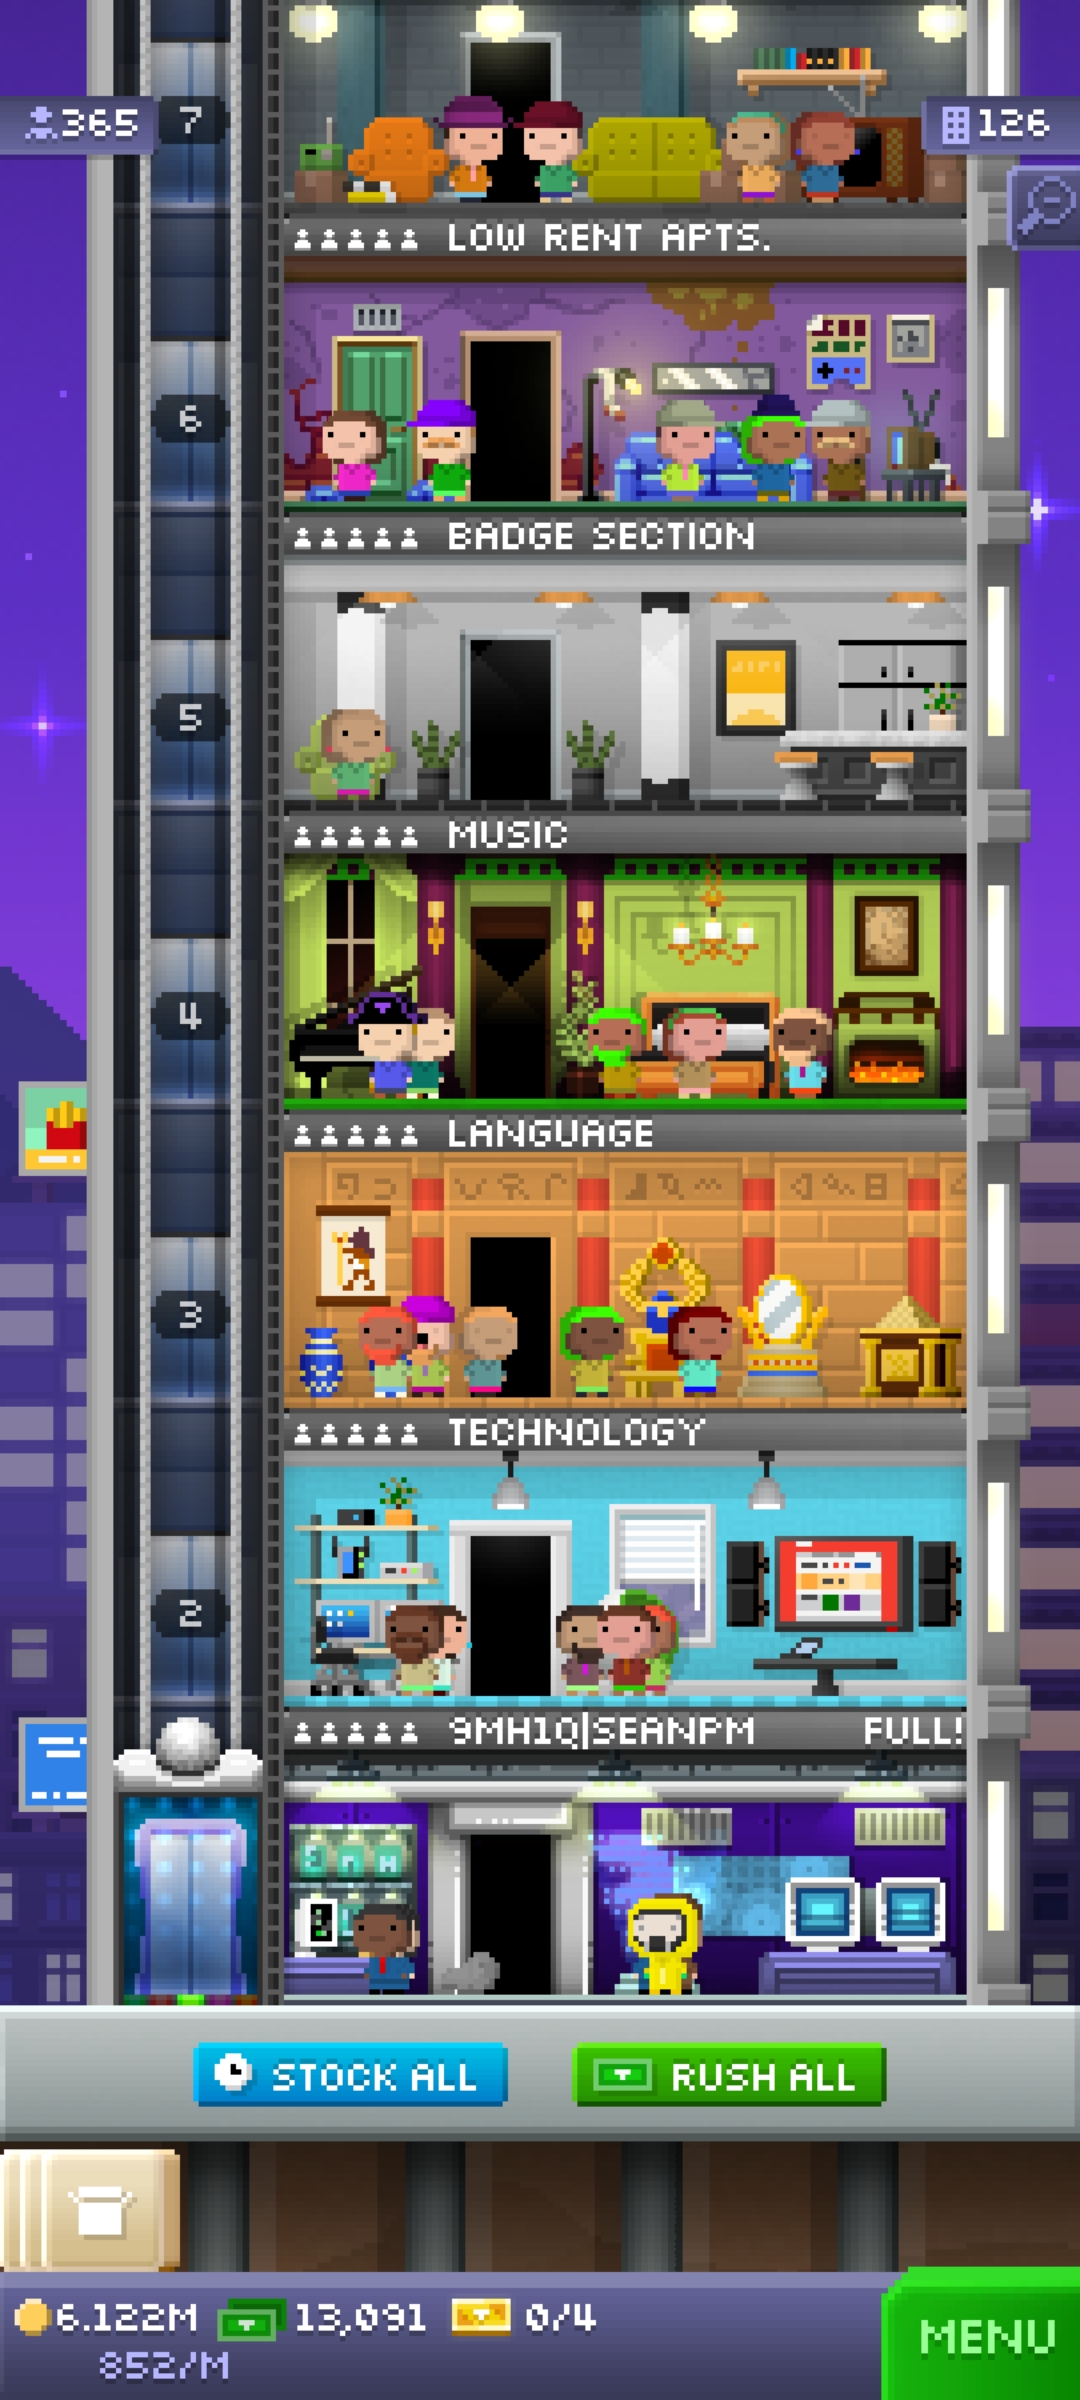 7
365
126
LOW RENT APTS.
6
BADGE SECTION
5
MUSIC
4
LANGUAGE
3
TECHNOLOGY
2
9MH1Q|SEANPM FULL!
STOCK ALL
RUSH ALL
6.122M 13,091 0/4
852/M
MENU